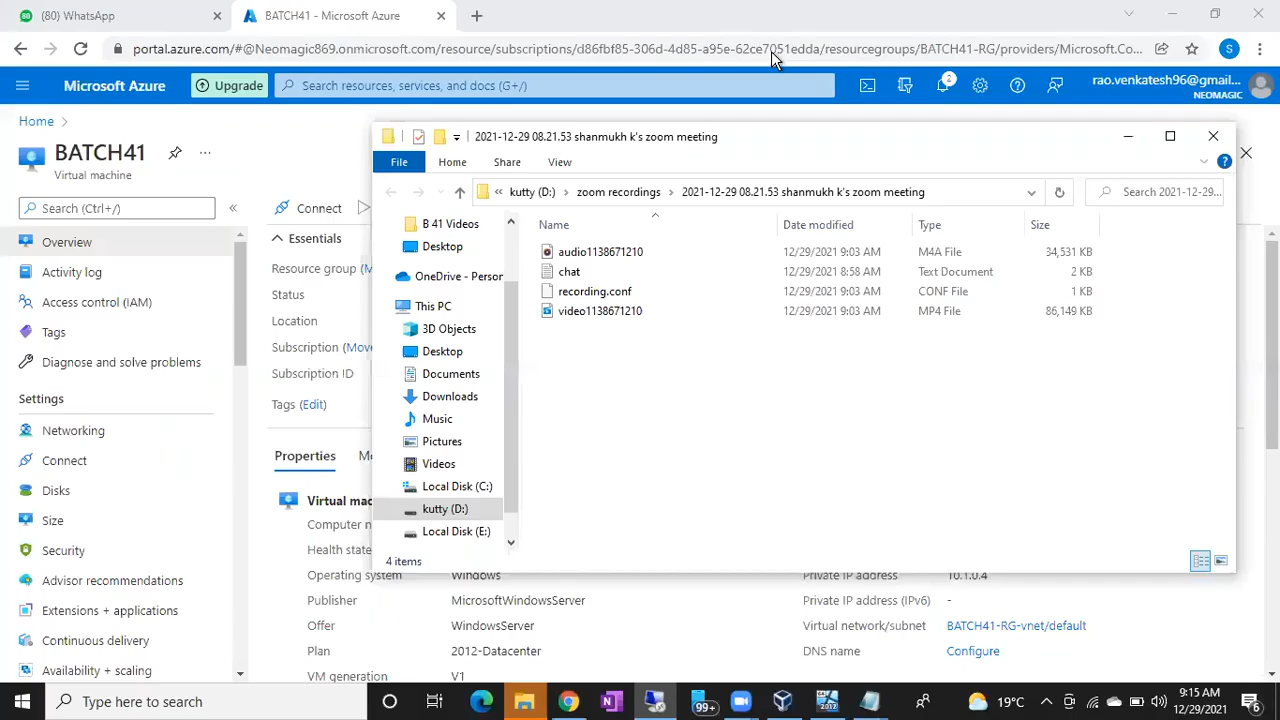 (80) WhatsApp
BATCH41 - Microsoft Azure
portal.azure.com/#@Neomagic869.onmicrosoft.com/resource/subscriptions/d86fbf85-306d-4d85-a95e-62ce7051edda/resourcegroups/BATCH41-RG/providers/Microsoft.Co...
S
Microsoft Azure
Upgrade
Search resources, services, and docs (G+/)
2
rao.venkatesh96@gmail....
NEOMAGIC
Home
BATCH41
Virtual machine
Search (Ctrl+/)
Overview
Activity log
Access control (IAM)
Tags
Diagnose and solve problems
Settings
Networking
Connect
Disks
Size
Security
Advisor recommendations
Extensions + applications
Continuous delivery
Availability + scaling
Connect
Essentials
Resource group (M
Status
Location
Subscription (Move
Subscription ID
Tags (Edit)
Properties
Mo
Virtual mac
Computer n
Health state
Operating system
Windows
Publisher
MicrosoftWindowsServer
Offer
WindowsServer
Plan
2012-Datacenter
VM generation
V1
Private IP address
10.1.0.4
Private IP address (IPv6)
-
Virtual network/subnet
BATCH41-RG-vnet/default
DNS name
Configure
2021-12-29 08.21.53 shanmukh k's zoom meeting
File
Home
Share
View
kutty (D:)
zoom recordings
2021-12-29 08.21.53 shanmukh k's zoom meeting
Search 2021-12-29...
B 41 Videos
Desktop
OneDrive - Person
This PC
3D Objects
Desktop
Documents
Downloads
Music
Pictures
Videos
Local Disk (C:)
kutty (D:)
Local Disk (E:)
Name
Date modified
Type
Size
audio1138671210
12/29/2021 9:03 AM
M4A File
34,531 KB
chat
12/29/2021 8:58 AM
Text Document
2 KB
recording.conf
12/29/2021 9:03 AM
CONF File
1 KB
video1138671210
12/29/2021 9:03 AM
MP4 File
86,149 KB
4 items
Type here to search
99+
2017
19°C
9:15 AM
12/29/2021
6